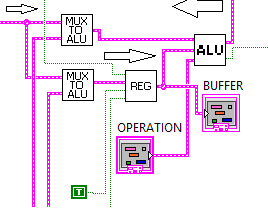 MUX
TO
ALU
ALU
MUX
TO
ALU
REG
BUFFER
OPERATION
T